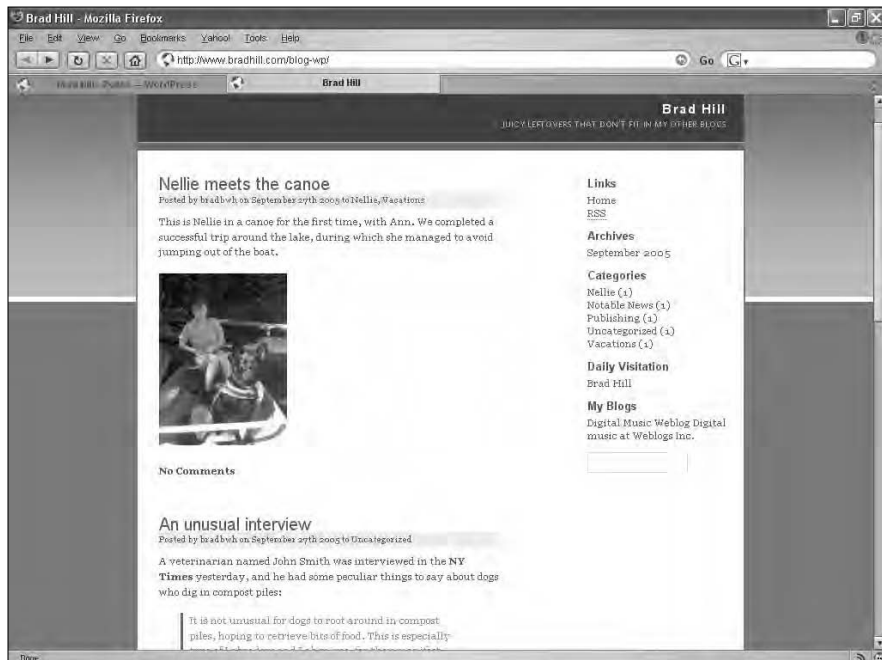 Brad Hill - Mozilla Firefox
File Edit View Go Bookmarks Yahoo! Tools Help
http://www.bradhill.com/blog-wp/
Go
G
WordPress
Brad Hill
Brad Hill
JUICY LEFTOVERS THAT DON'T FIT IN MY OTHER BLOGS
Nellie meets the canoe
Posted by bradbwh on September 27th 2005 to Nellie, Vacations
This is Nellie in a canoe for the first time, with Ann. We completed a
successful trip around the lake, during which she managed to avoid
jumping out of the boat.
No Comments
An unusual interview
Posted by bradbwh on September 27th 2005 to Uncategorized
A veterinarian named John Smith was interviewed in the NY
Times yesterday, and he had some peculiar things to say about dogs
who dig in compost piles:
It is not unusual for dogs to root around in compost
piles, hoping to retrieve bits of food. This is especially
Links
Home
RSS
Archives
September 2005
Categories
Nellie (1)
Notable News (1)
Publishing (1)
Uncategorized (1)
Vacations (1)
Daily Visitation
Brad Hill
My Blogs
Digital Music Weblog Digital
music at Weblogs Inc.
Done